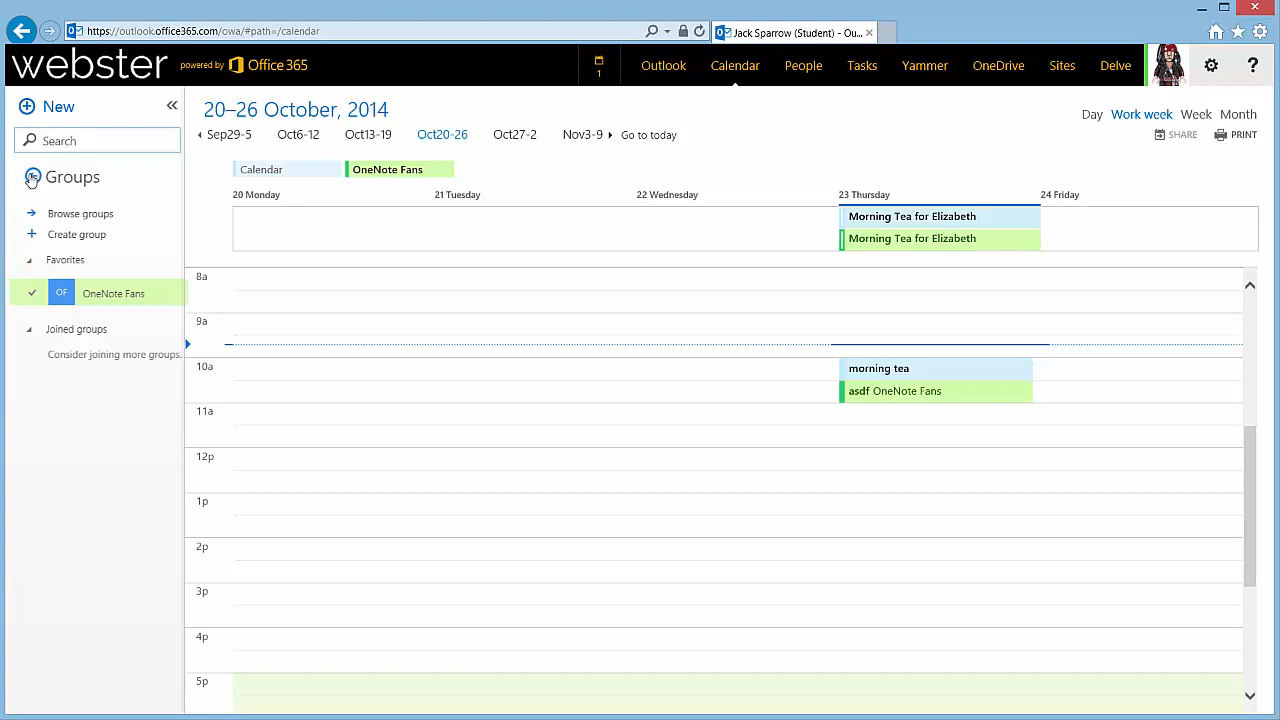 https://outlook.office365.com/owa/#path=/calendar
Jack Sparrow (Student) - Ou...
webster powered by Office 365
1
Outlook Calendar People Tasks Yammer OneDrive Sites Delve ?
New
Search
Groups
Browse groups
Create group
Favorites
OF OneNote Fans
Joined groups
Consider joining more groups.
20–26 October, 2014
Day Work week Week Month
Sep29-5 Oct6-12 Oct13-19 Oct20-26 Oct27-2 Nov3-9 Go to today
SHARE PRINT
Calendar OneNote Fans
20 Monday 21 Tuesday 22 Wednesday 23 Thursday 24 Friday
Morning Tea for Elizabeth
Morning Tea for Elizabeth
8a
9a
10a
morning tea
asdf OneNote Fans
11a
12p
1p
2p
3p
4p
5p